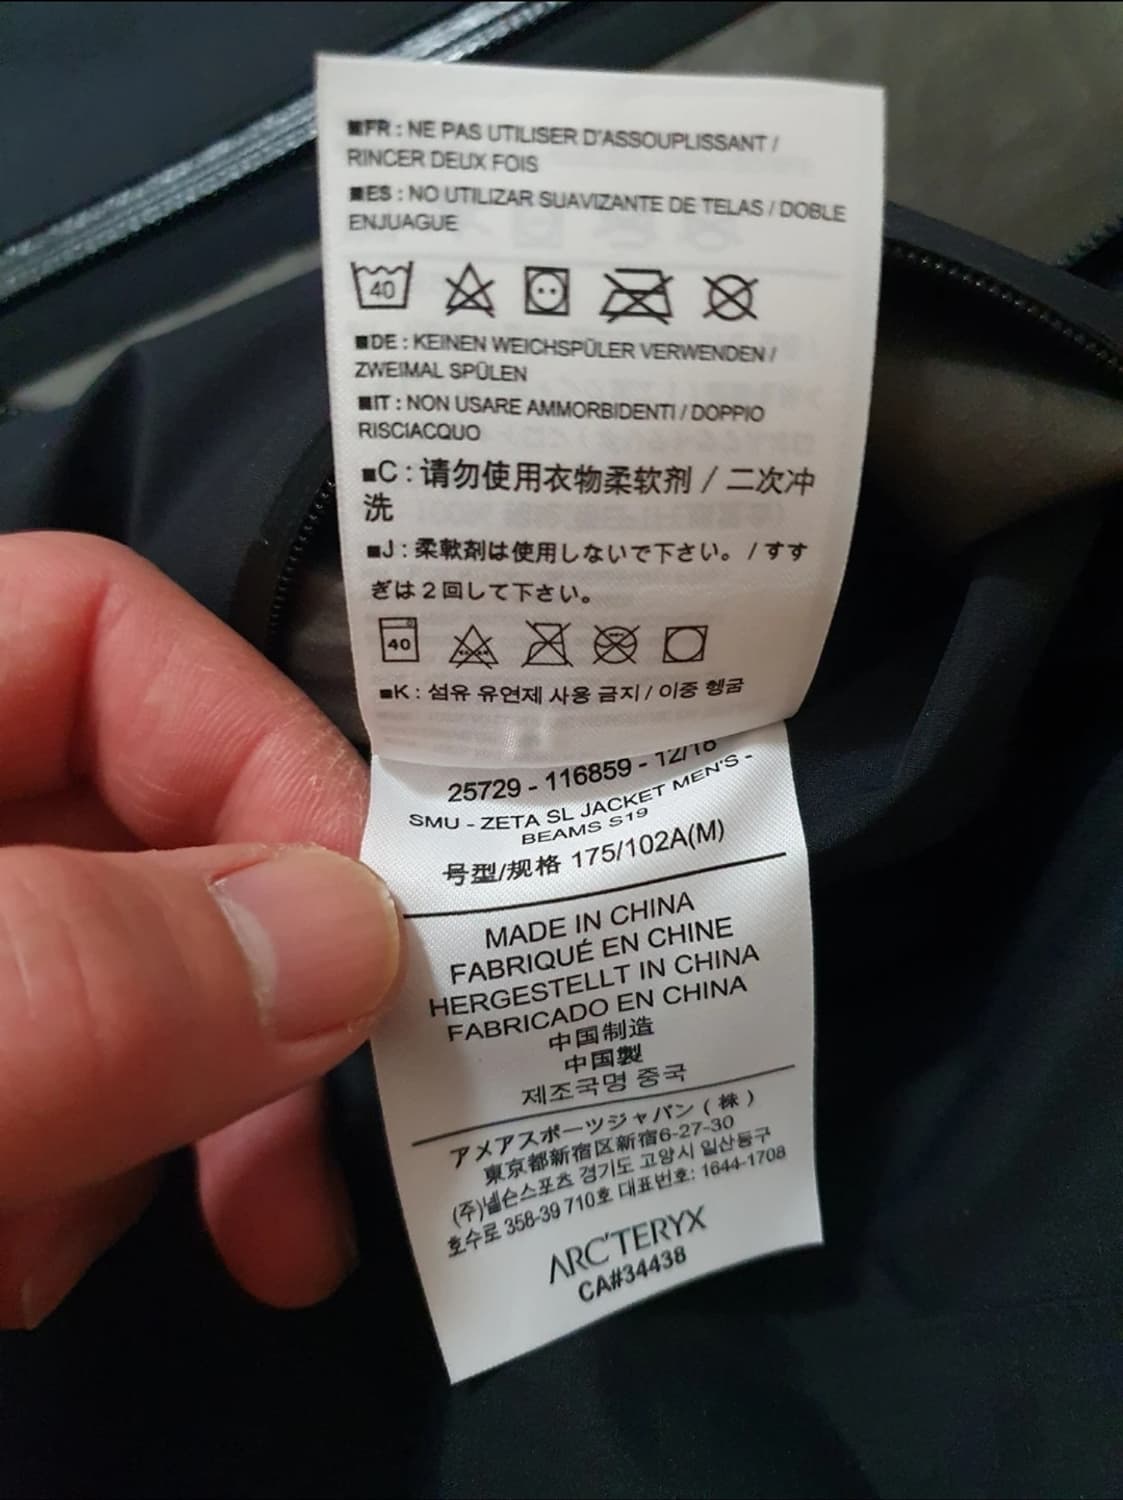 ■FR : NE PAS UTILISER D'ASSOUPLISSANT /
RINCER DEUX FOIS
■ES : NO UTILIZAR SUAVIZANTE DE TELAS / DOBLE
ENJUAGUE
40
■DE : KEINEN WEICHSPÜLER VERWENDEN /
ZWEIMAL SPÜLEN
■IT : NON USARE AMMORBIDENTI / DOPPIO
RISCIACQUO
■C : 请勿使用衣物柔软剂 / 二次冲
洗
■J : 柔軟剤は使用しないで下さい。 / すす
ぎは2回して下さい。
40
■K : 섬유 유연제 사용 금지 / 이중 헹굼
25729 - 116859 - 12/18
SMU - ZETA SL JACKET MEN'S -
BEAMS S19
号型/规格 175/102A(M)
MADE IN CHINA
FABRIQUÉ EN CHINE
HERGESTELLT IN CHINA
FABRICADO EN CHINA
中国制造
中国製
제조국명 중국
アメアスポーツジャパン ( 株 )
東京都新宿区新宿6-27-30
(주)넬슨스포츠 경기도 고양시 일산동구
호수로 358-39 710호 대표번호: 1644-1708
ARC'TERYX
CA#34438